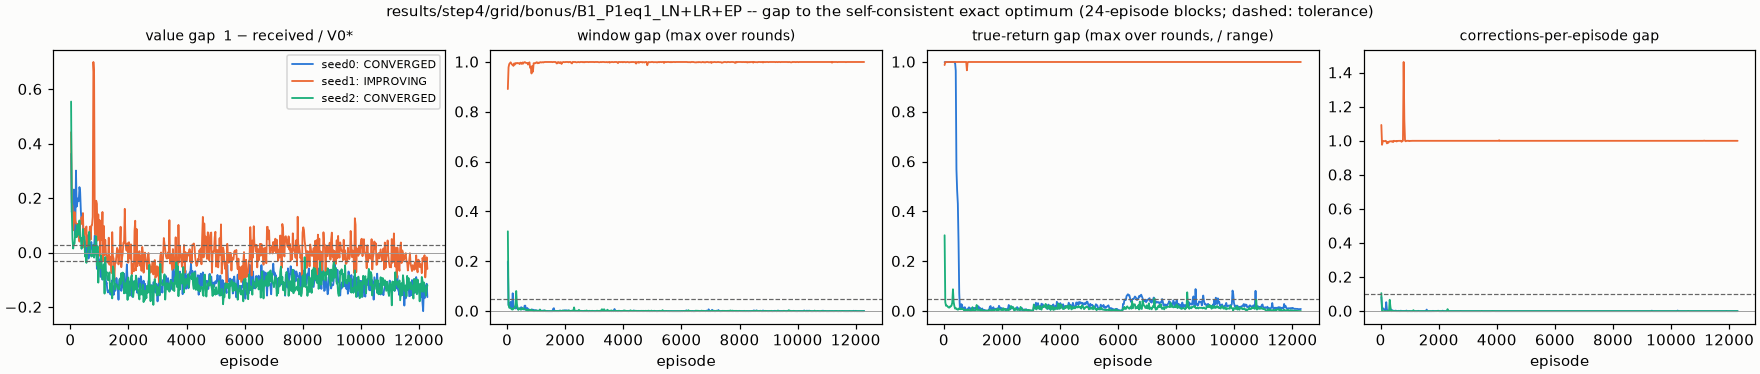 results/step4/grid/bonus/B1_P1eq1_LN+LR+EP -- gap to the self-consistent exact optimum (24-episode blocks; dashed: tolerance)
value gap 1 − received / V0*
0.6
0.4
0.2
0.0
−0.2
0 2000 4000 6000 8000 10000 12000
episode
seed0: CONVERGED
seed1: IMPROVING
seed2: CONVERGED
window gap (max over rounds)
1.0
0.8
0.6
0.4
0.2
0.0
0 2000 4000 6000 8000 10000 12000
episode
true-return gap (max over rounds, / range)
1.0
0.8
0.6
0.4
0.2
0.0
0 2000 4000 6000 8000 10000 12000
episode
corrections-per-episode gap
1.4
1.2
1.0
0.8
0.6
0.4
0.2
0.0
0 2000 4000 6000 8000 10000 12000
episode